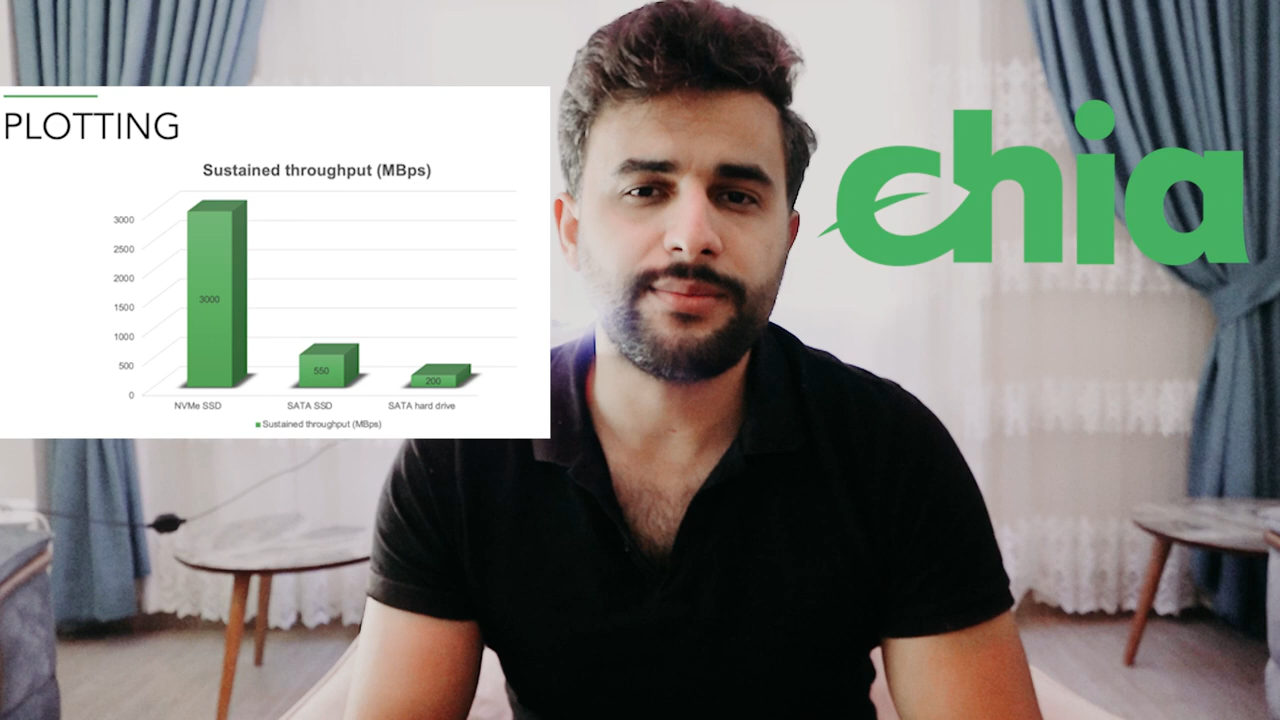 PLOTTING
Sustained throughput (MBps)
3000
2500
2000
1500
1000
500
0
3000
550
200
NVMe SSD
SATA SSD
SATA hard drive
Sustained throughput (MBps)
chia